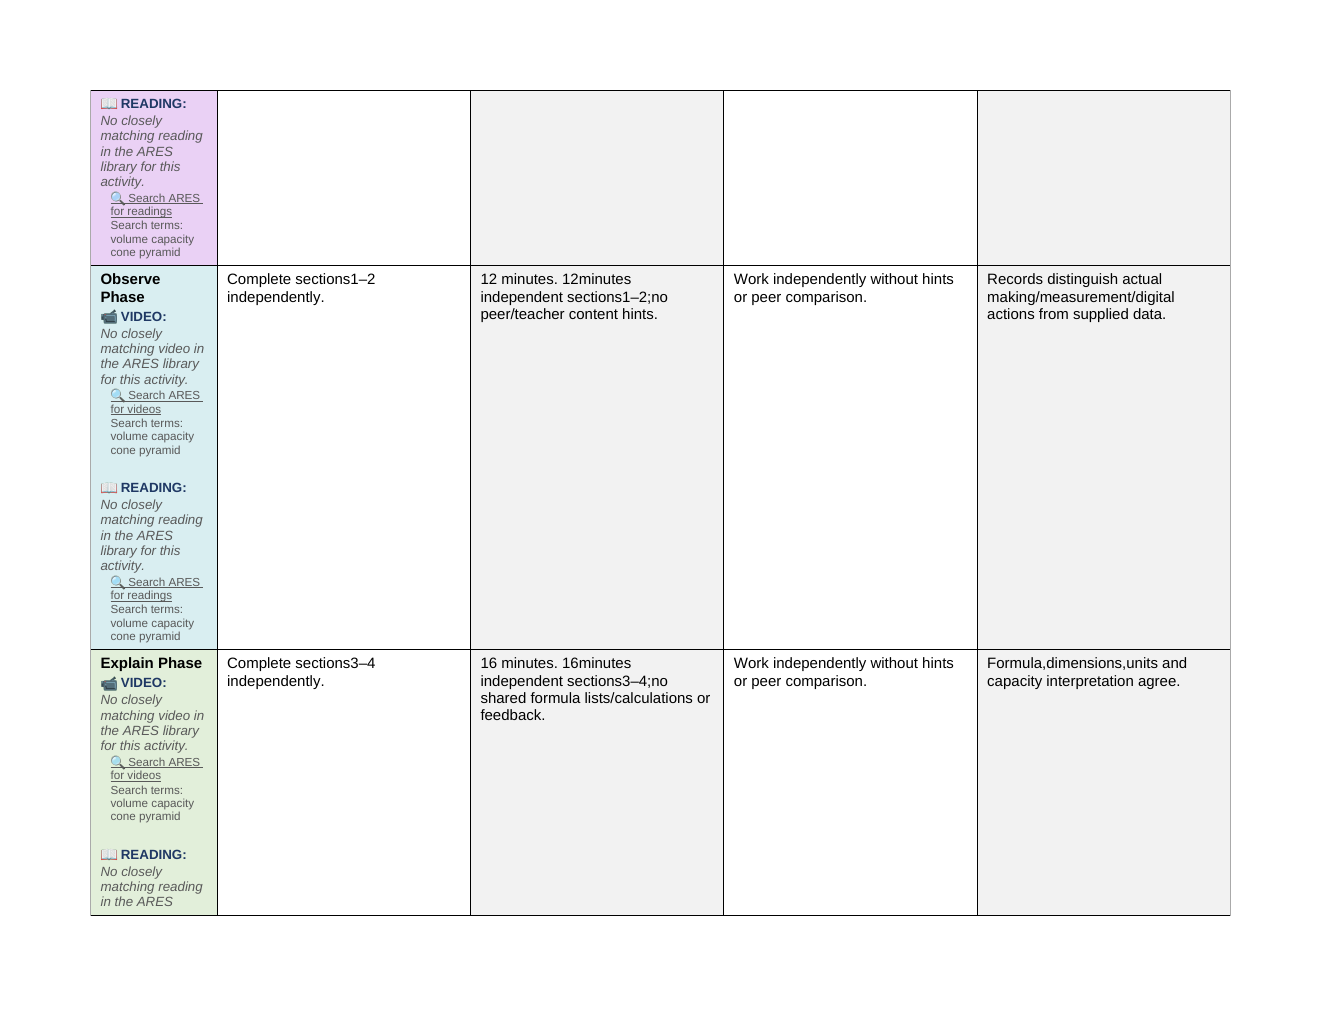 📖 READING:
No closely
matching reading
in the ARES
library for this
activity.
🔍 Search ARES
for readings
Search terms:
volume capacity
cone pyramid
Observe
Phase
📹 VIDEO:
No closely
matching video in
the ARES library
for this activity.
🔍 Search ARES
for videos
Search terms:
volume capacity
cone pyramid
📖 READING:
No closely
matching reading
in the ARES
library for this
activity.
🔍 Search ARES
for readings
Search terms:
volume capacity
cone pyramid
Complete sections1–2
independently.
12 minutes. 12minutes
independent sections1–2;no
peer/teacher content hints.
Work independently without hints
or peer comparison.
Records distinguish actual
making/measurement/digital
actions from supplied data.
Explain Phase
📹 VIDEO:
No closely
matching video in
the ARES library
for this activity.
🔍 Search ARES
for videos
Search terms:
volume capacity
cone pyramid
📖 READING:
No closely
matching reading
in the ARES
Complete sections3–4
independently.
16 minutes. 16minutes
independent sections3–4;no
shared formula lists/calculations or
feedback.
Work independently without hints
or peer comparison.
Formula,dimensions,units and
capacity interpretation agree.